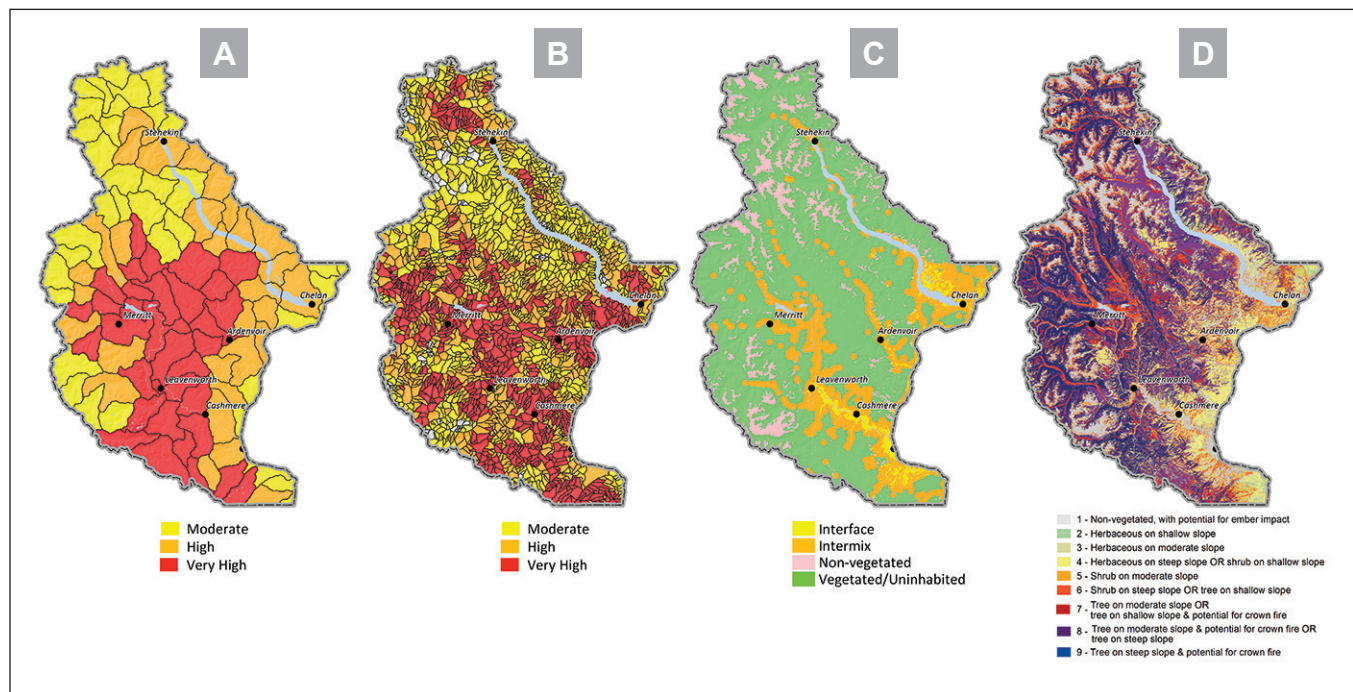 A
Stehekin
Chelan
Merritt
Ardenvoir
Leavenworth
Cashmere
Moderate
High
Very High
B
Stehekin
Chelan
Merritt
Ardenvoir
Leavenworth
Cashmere
Moderate
High
Very High
C
Stehekin
Chelan
Merritt
Ardenvoir
Leavenworth
Cashmere
Interface
Intermix
Non-vegetated
Vegetated/Uninhabited
D
Stehekin
Chelan
Merritt
Ardenvoir
Leavenworth
Cashmere
1 - Non-vegetated, with potential for ember impact
2 - Herbaceous on shallow slope
3 - Herbaceous on moderate slope
4 - Herbaceous on steep slope OR shrub on shallow slope
5 - Shrub on moderate slope
6 - Shrub on steep slope OR tree on shallow slope
7 - Tree on moderate slope OR
tree on shallow slope & potential for crown fire
8 - Tree on moderate slope & potential for crown fire OR
tree on steep slope
9 - Tree on steep slope & potential for crown fire